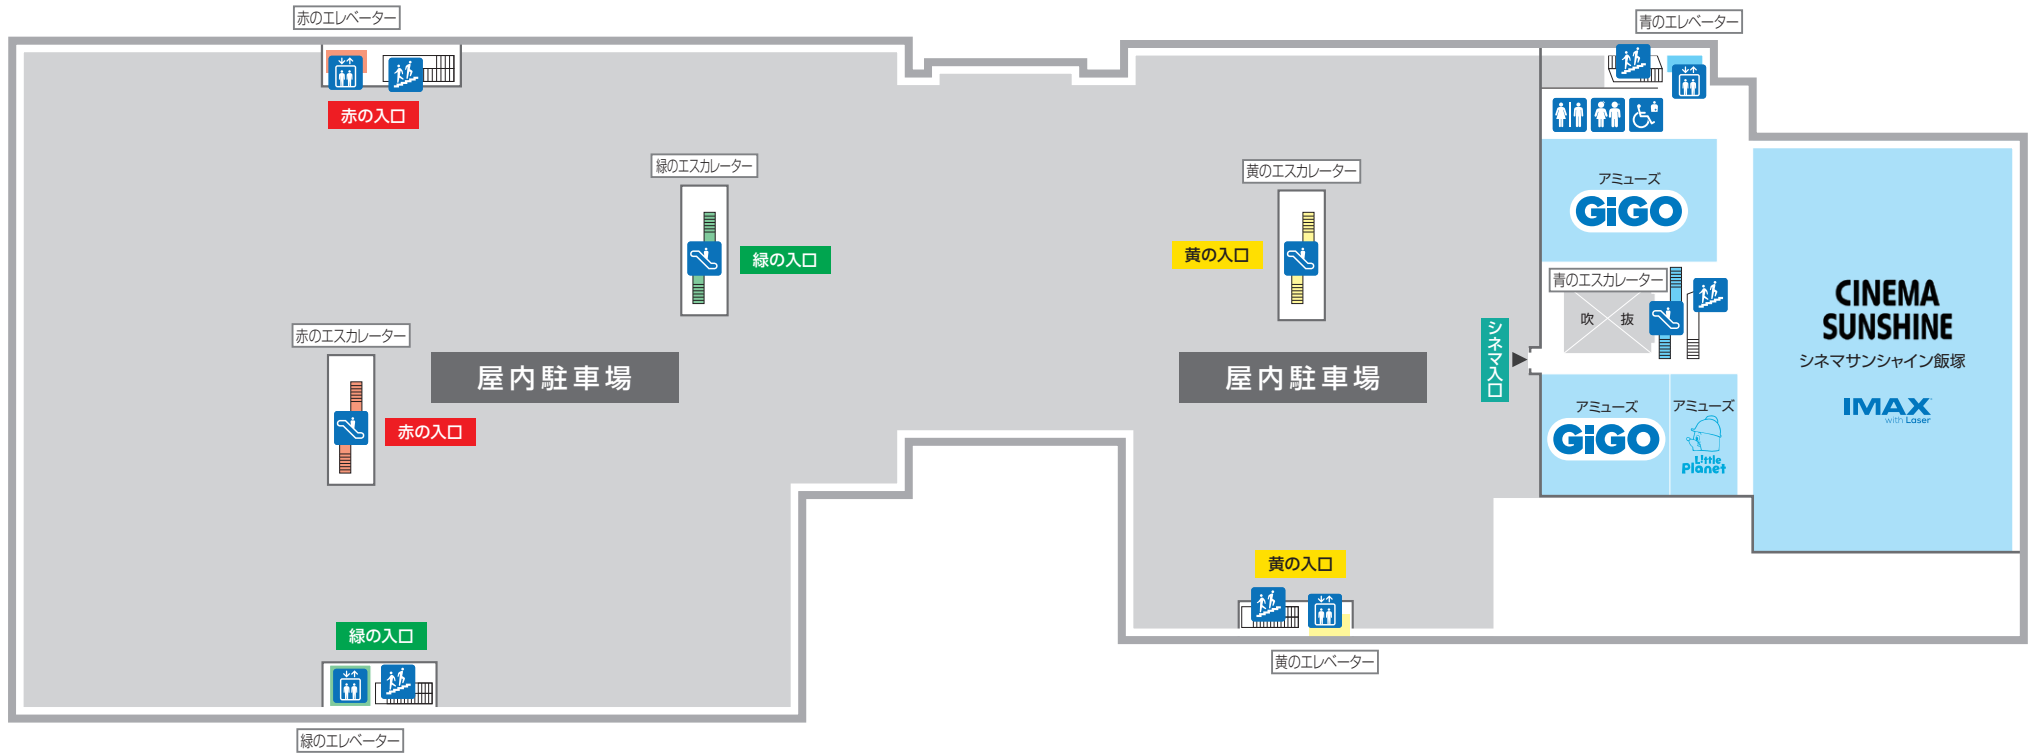 赤のエレベーター
青のエレベーター
赤の入口
緑のエスカレーター
黄のエスカレーター
アミューズ
GiGO
緑の入口
黄の入口
青のエスカレーター
吹 抜
CINEMA
SUNSHINE
シネマサンシャイン飯塚
IMAX
with Laser
シネマ入口
赤のエスカレーター
屋内駐車場
屋内駐車場
赤の入口
アミューズ
GiGO
アミューズ
Little
Planet
黄の入口
緑の入口
黄のエレベーター
緑のエレベーター